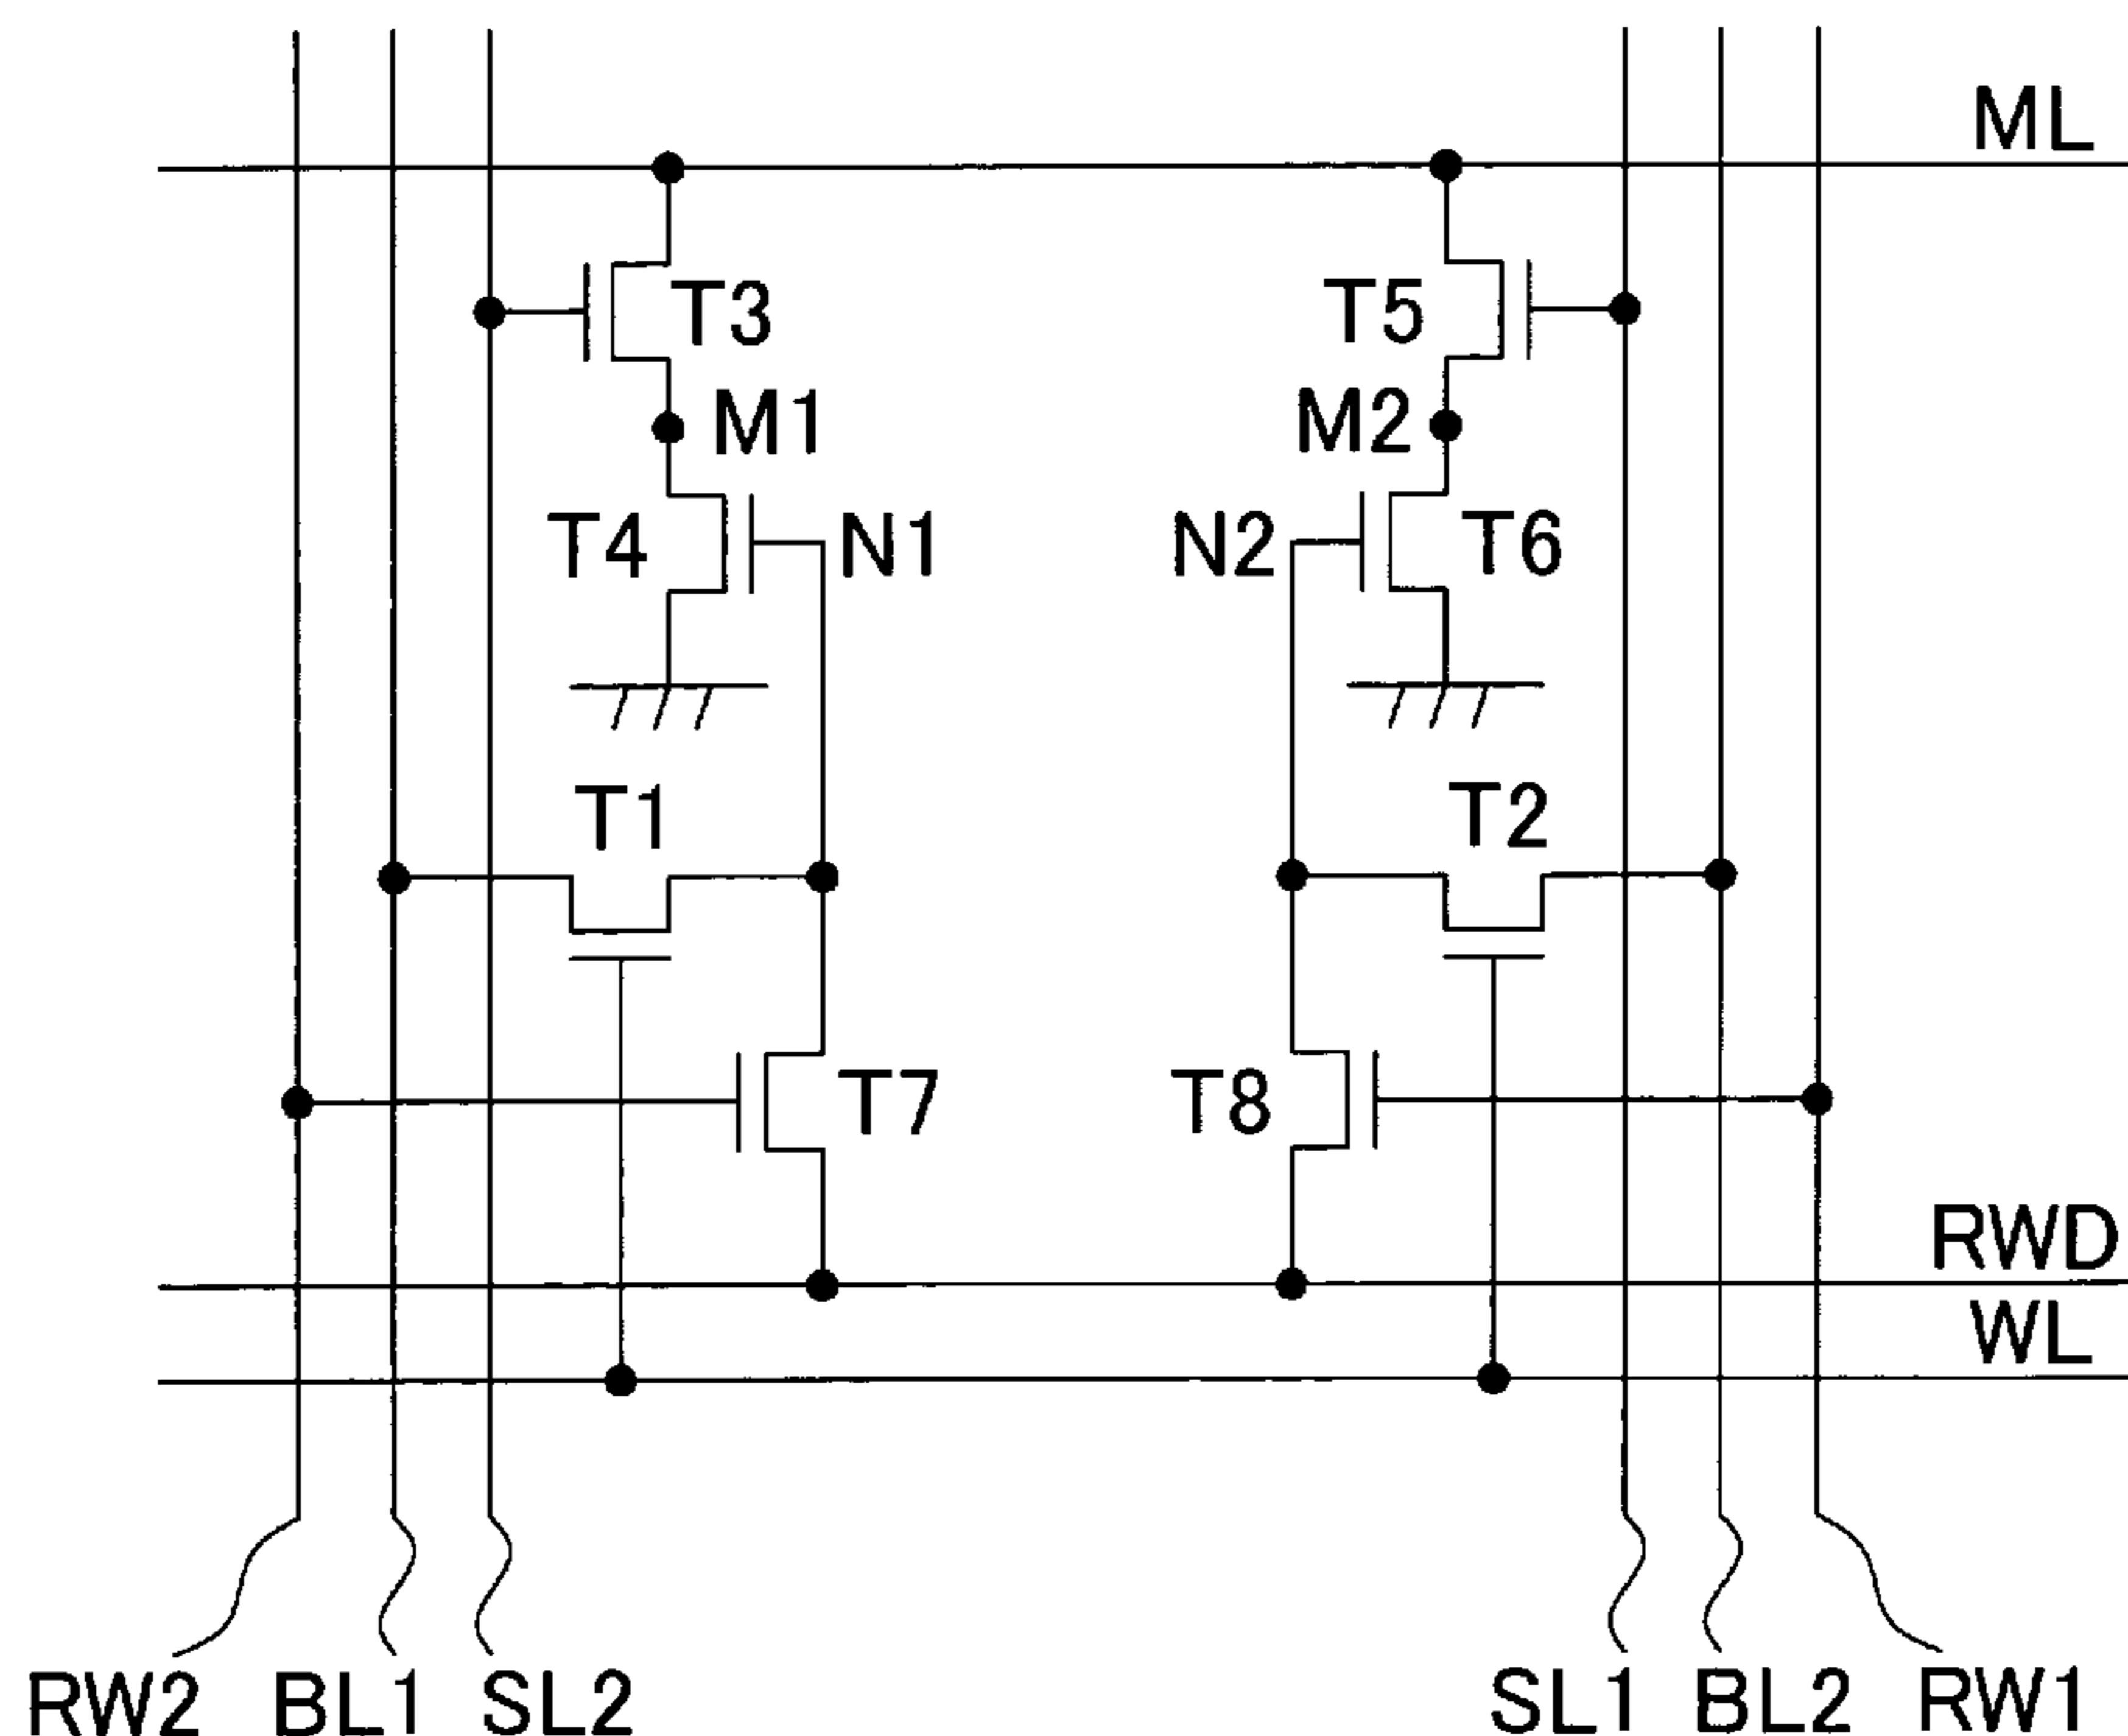 ML
T3
T5
M1
M2
T4
N1
N2
T6
T1
T2
T7
T8
RWD
WL
RW2 BL1 SL2 SL1 BL2 RW1